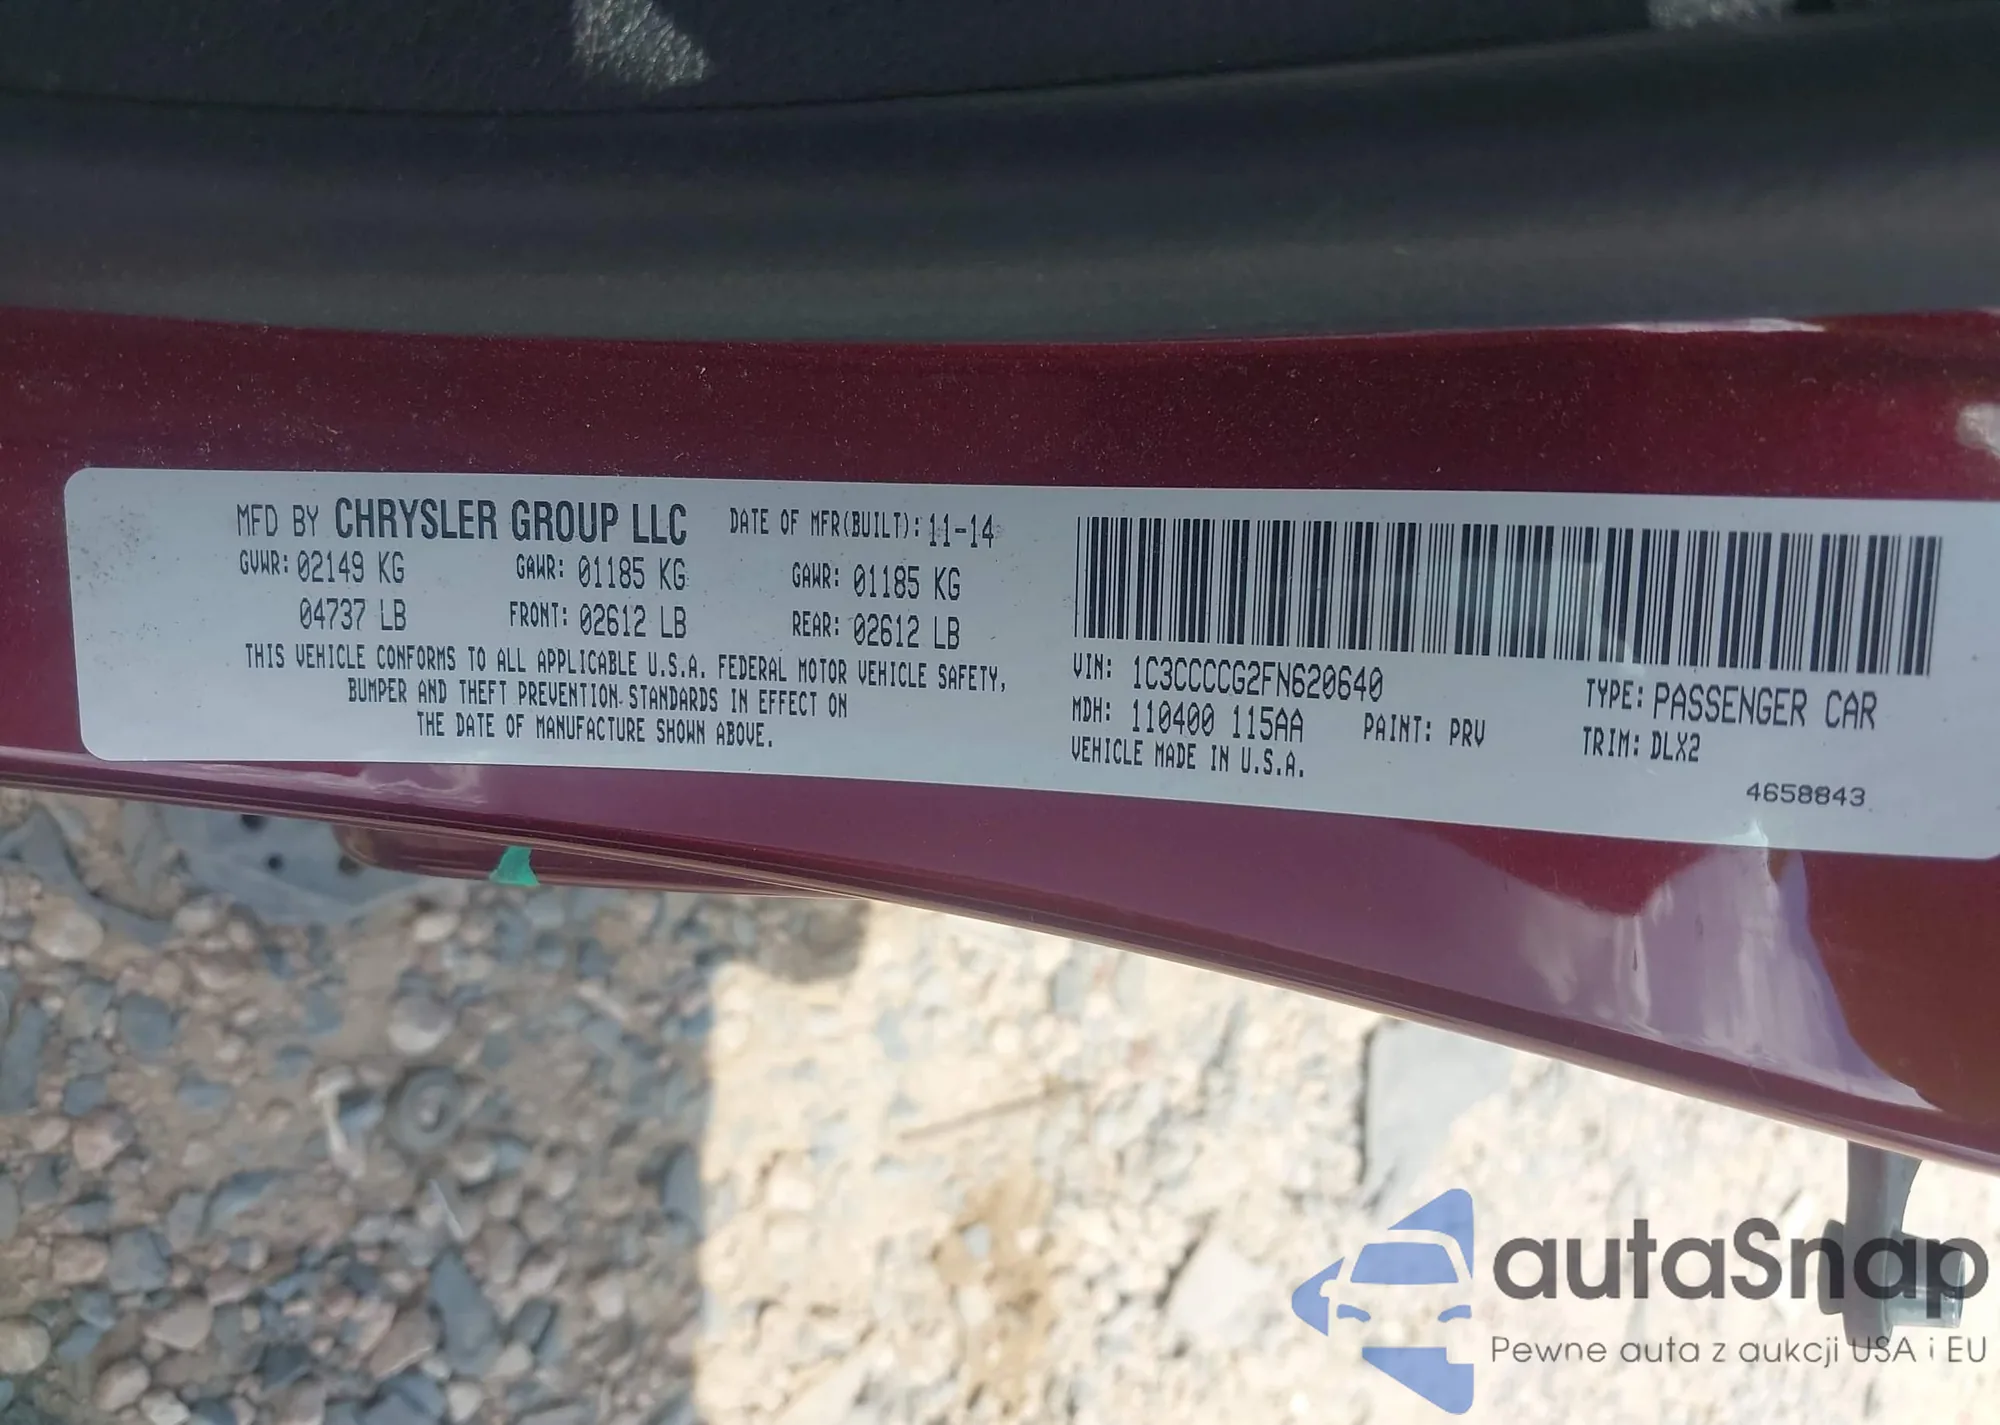 MFD BY CHRYSLER GROUP LLC DATE OF MFR(BUILT): 11-14
GVWR: 02149 KG GAWR: 01185 KG GAWR: 01185 KG
04737 LB FRONT: 02612 LB REAR: 02612 LB
THIS VEHICLE CONFORMS TO ALL APPLICABLE U.S.A. FEDERAL MOTOR VEHICLE SAFETY,
BUMPER AND THEFT PREVENTION STANDARDS IN EFFECT ON
THE DATE OF MANUFACTURE SHOWN ABOVE.
VIN: 1C3CCCCG2FN620640 TYPE: PASSENGER CAR
MDH: 110400 115AA PAINT: PRV TRIM: DLX2
VEHICLE MADE IN U.S.A.
4658843
autaSnap
Pewne auta z aukcji USA i EU